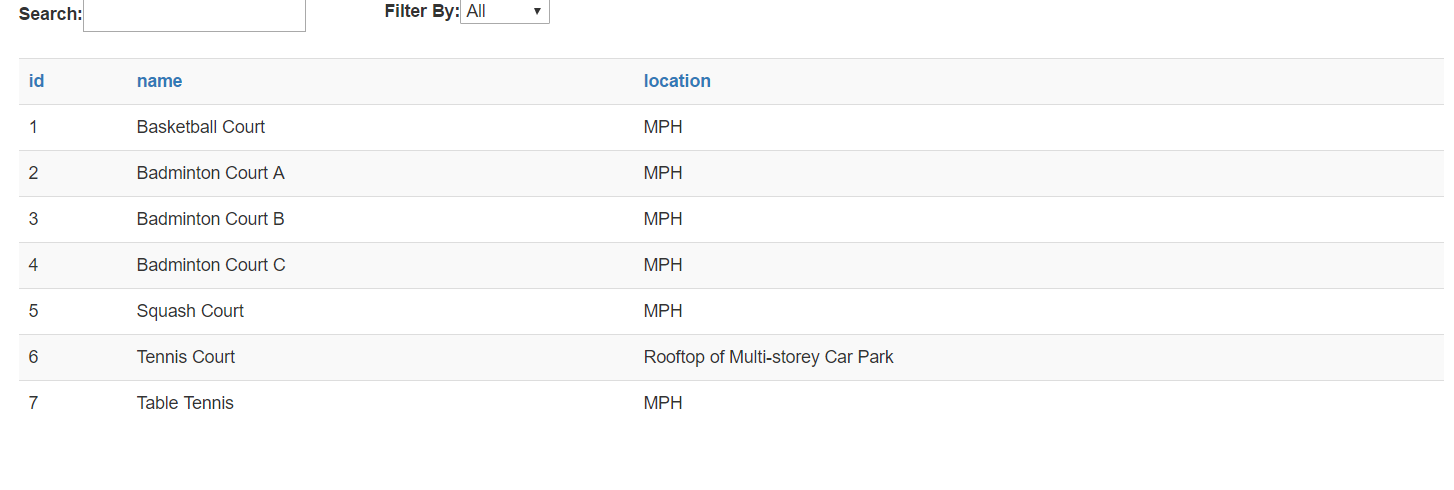 Search: Filter By: All
id name location
1 Basketball Court MPH
2 Badminton Court A MPH
3 Badminton Court B MPH
4 Badminton Court C MPH
5 Squash Court MPH
6 Tennis Court Rooftop of Multi-storey Car Park
7 Table Tennis MPH